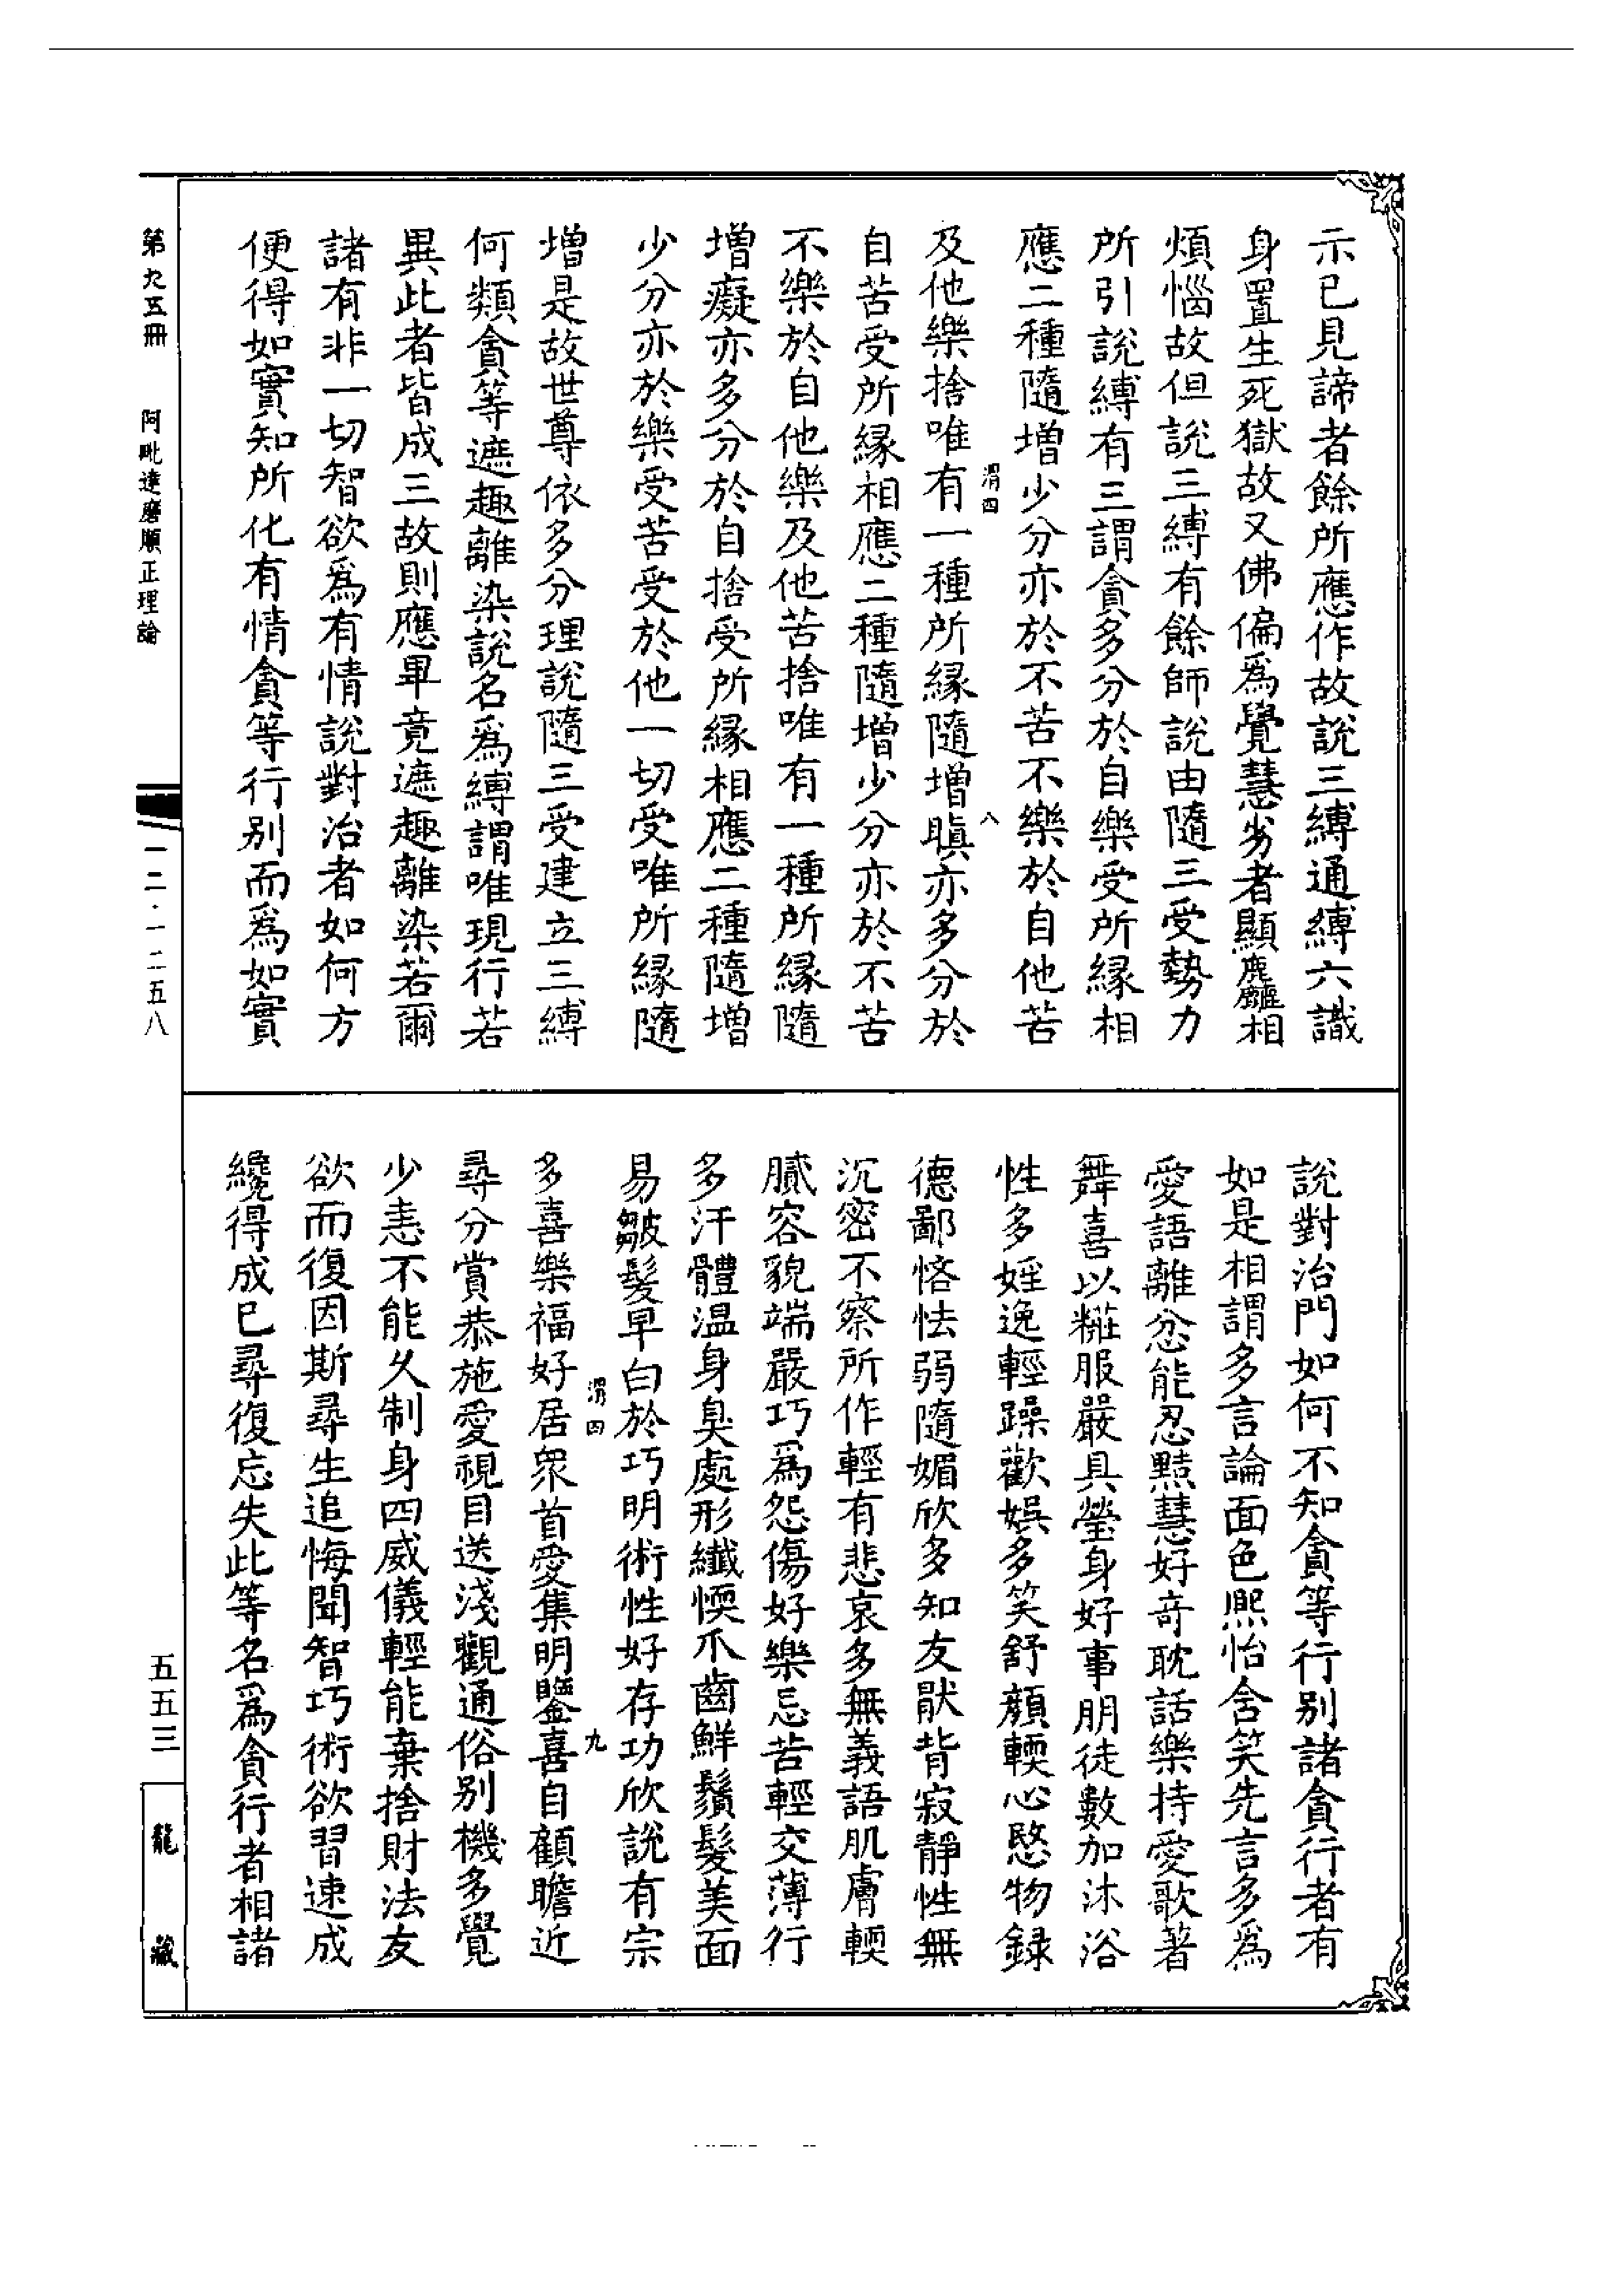 示已見諦者餘所應作故說三縛通縛六識
身置生死獄故又佛偏爲覺慧劣者顯麁𪋻相
煩惱故但說三縛有餘師說由隨三受勢力
所引說縛有三謂貪多分於自樂受所緣相
應二種隨增少分亦於不苦不樂於自他苦
及他樂捨唯有一種所緣隨增瞋亦多分於
自苦受所緣相應二種隨增少分亦於不苦
不樂於自他樂及他苦捨唯有一種所緣隨
增癡亦多分於自捨受所緣相應二種隨增
少分亦於樂受苦受於他一切受唯所緣隨
增是故世尊依多分理說隨三受建立三縛
何類貪等遮趣離染說名爲縛謂唯現行若
異此者皆成三故則應畢竟遮趣離染若爾
諸有非一切智欲爲有情說對治者如何方
便得如實知所化有情貪等行別而爲如實
渭四
八
說對治門如何不知貪等行別諸貪行者有
如是相謂多言論面色熙怡含笑先言多爲
愛語離忿能忍黠慧好奇耽話樂持愛歌著
舞喜以糚服嚴具瑩身好事朋徒數加沐浴
性多婬逸輕躁歡娛多笑舒顏輭心愍物錄
德鄙悋怯弱隨媚欣多知友猒背寂靜性無
沉密不察所作輕有悲哀多無義語肌膚輭
膩容貌端嚴巧爲怨傷好樂忌苦輕交薄行
多汗體溫身臭處形纖愞爪齒鮮鬚髮美面
易皺髮早白於巧明術性好存功欣說有宗
多喜樂福好居衆首愛集明鑒喜自顧瞻近
尋分賞恭施愛視目送淺觀通俗別機多覺
少恚不能久制身四威儀輕能棄捨財法友
欲而復因斯尋生追悔聞智巧術欲習速成
纔得成已尋復忘失此等名爲貪行者相諸
渭四
九
第九五冊
阿毗達磨順正理論
一二·一二五八
五五三
龍藏